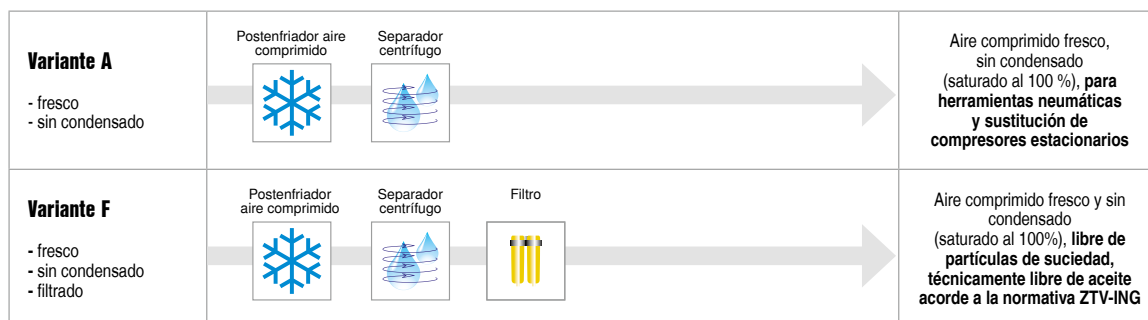 Variante A
- fresco
- sin condensado
Postenfriador aire
comprimido
Separador
centrífugo
Aire comprimido fresco,
sin condensado
(saturado al 100 %), para
herramientas neumáticas
y sustitución de
compresores estacionarios
Variante F
- fresco
- sin condensado
- filtrado
Postenfriador
aire comprimido
Separador
centrífugo
Filtro
Aire comprimido fresco y sin
condensado
(saturado al 100%), libre de
partículas de suciedad,
técnicamente libre de aceite
acorde a la normativa ZTV-ING